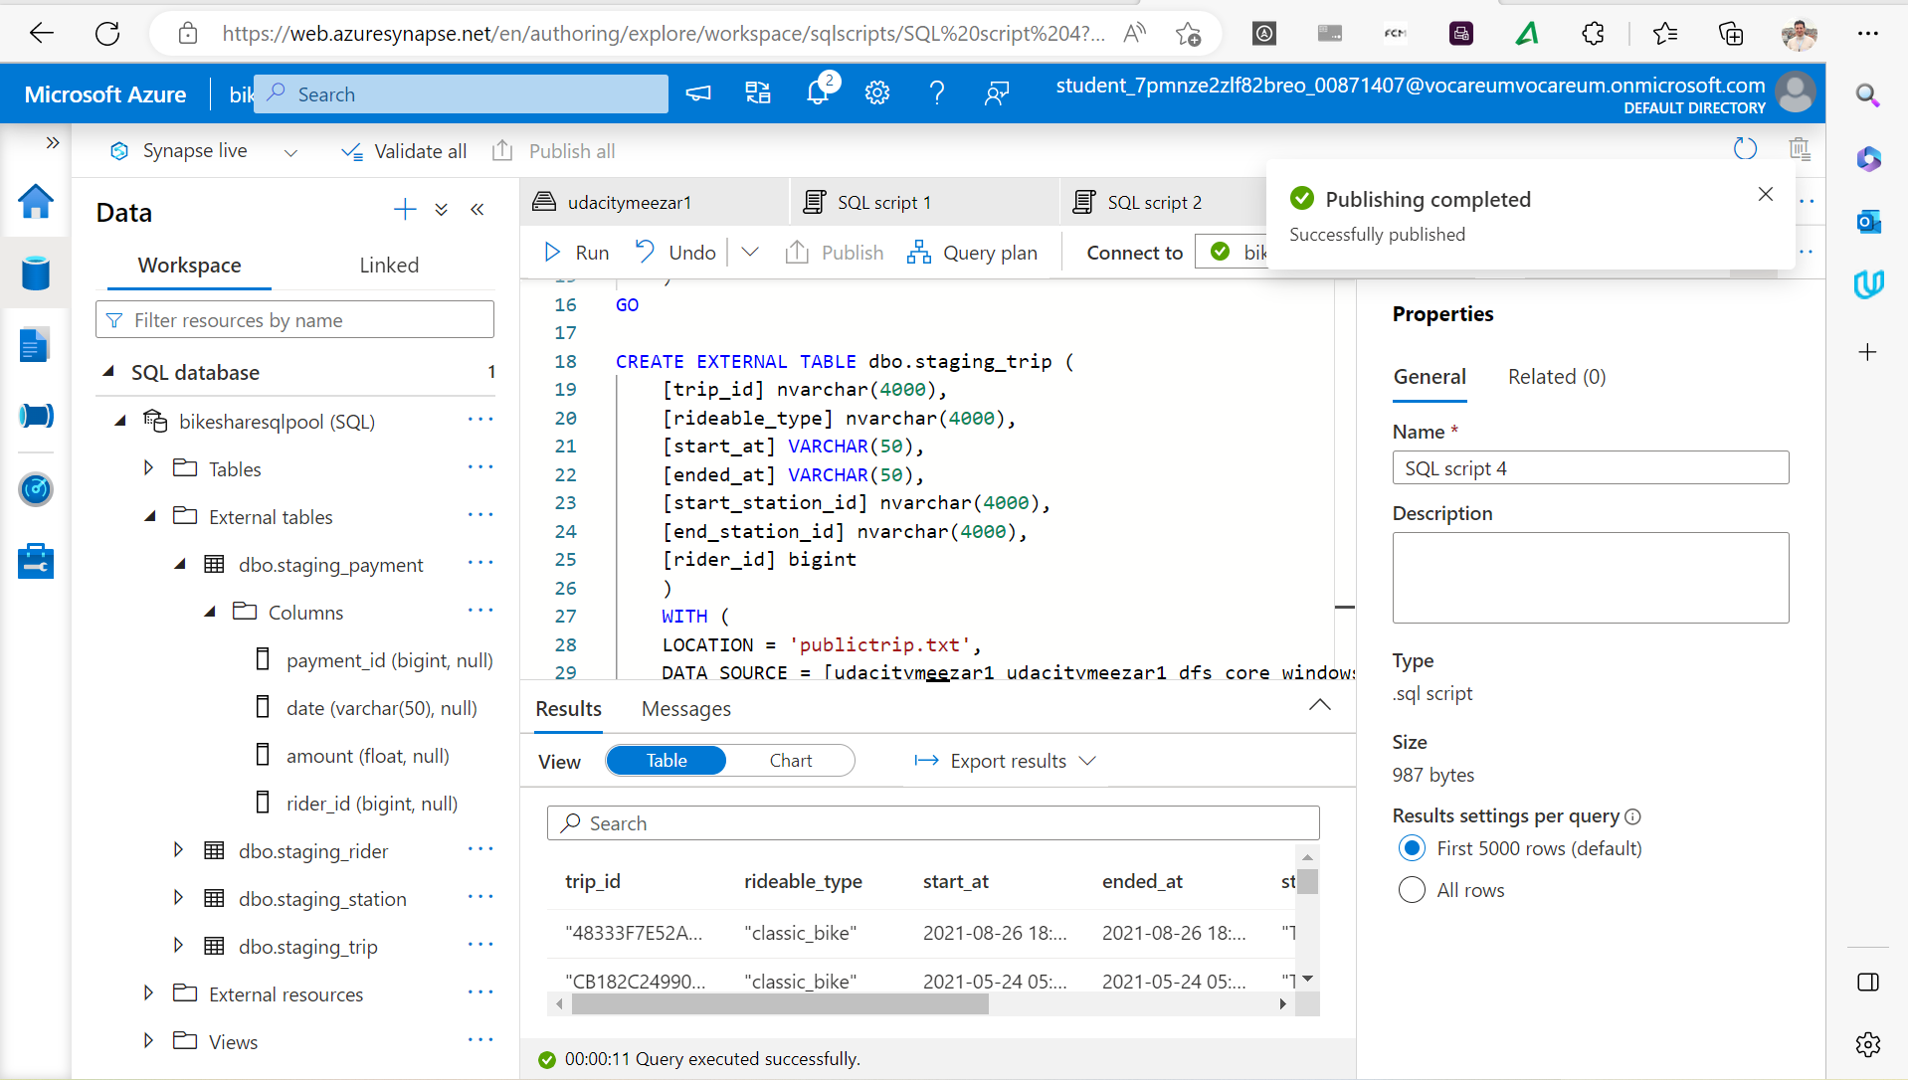 https://web.azuresynapse.net/en/authoring/explore/workspace/sqlscripts/SQL%20script%204?...
FCM
Microsoft Azure
bik
Search
2
student_7pmnze2zlf82breo_00871407@vocareumvocareum.onmicrosoft.com
DEFAULT DIRECTORY
Synapse live
Validate all
Publish all
Publishing completed
Successfully published
Data
Workspace
Linked
Filter resources by name
SQL database
1
bikesharesqlpool (SQL)
Tables
External tables
dbo.staging_payment
Columns
payment_id (bigint, null)
date (varchar(50), null)
amount (float, null)
rider_id (bigint, null)
dbo.staging_rider
dbo.staging_station
dbo.staging_trip
External resources
Views
udacitymeezar1
SQL script 1
SQL script 2
Run
Undo
Publish
Query plan
Connect to
bik
15 )
16 GO
17
18 CREATE EXTERNAL TABLE dbo.staging_trip (
19 [trip_id] nvarchar(4000),
20 [rideable_type] nvarchar(4000),
21 [start_at] VARCHAR(50),
22 [ended_at] VARCHAR(50),
23 [start_station_id] nvarchar(4000),
24 [end_station_id] nvarchar(4000),
25 [rider_id] bigint
26 )
27 WITH (
28 LOCATION = 'publictrip.txt',
29 DATA_SOURCE = [udacitymeezar1_udacitymeezar1_dfs_core_windows
Results
Messages
View
Table
Chart
Export results
Search
trip_id rideable_type start_at ended_at st
"48333F7E52A... "classic_bike" 2021-08-26 18:... 2021-08-26 18:... "T
"CB182C24990... "classic_bike" 2021-05-24 05:... 2021-05-24 05:... "T
00:00:11 Query executed successfully.
Properties
General
Related (0)
Name *
SQL script 4
Description
Type
.sql script
Size
987 bytes
Results settings per query
First 5000 rows (default)
All rows